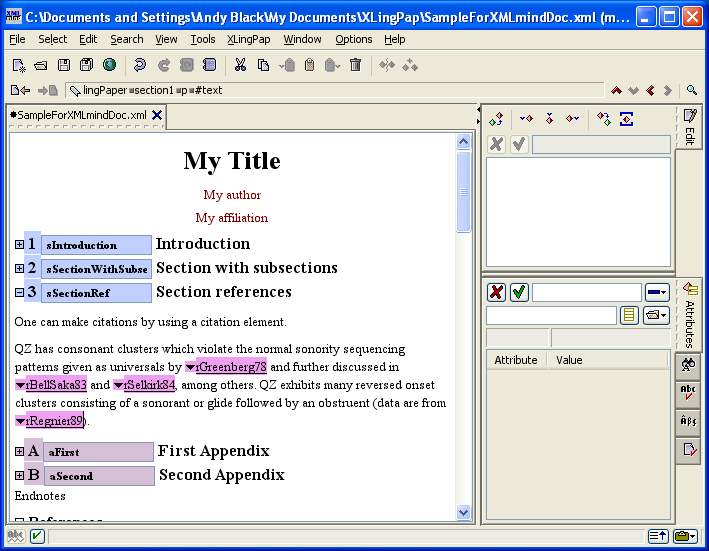 C:\Documents and Settings\Andy Black\My Documents\XLingPap\SampleForXMLmindDoc.xml (m...
File Select Edit Search View Tools XLingPap Window Options Help
lingPaper section1 p #text
SampleForXMLmindDoc.xml
My Title
My author
My affiliation
1 sIntroduction Introduction
2 sSectionWithSubse Section with subsections
3 sSectionRef Section references
One can make citations by using a citation element.
QZ has consonant clusters which violate the normal sonority sequencing
patterns given as universals by rGreenberg78 and further discussed in
rBellSaka83 and rSelkirk84, among others. QZ exhibits many reversed onset
clusters consisting of a sonorant or glide followed by an obstruent (data are from
rRegnier89).
A aFirst First Appendix
B aSecond Second Appendix
Endnotes
References
Edit
Attributes
Attribute Value
Abc
Âβς
abc